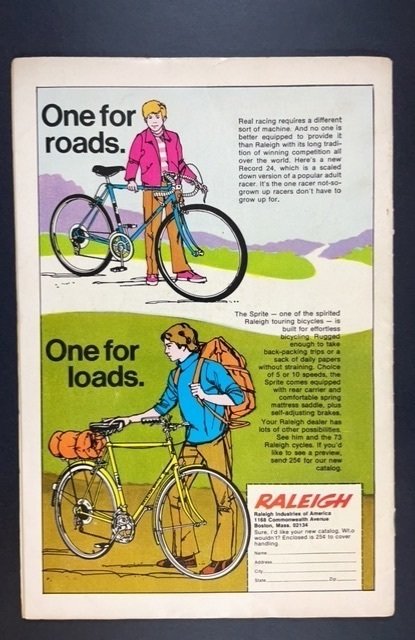 One for
roads.
Real racing requires a different
sort of machine. And no one is
better equipped to provide it
than Raleigh with its long tradi-
tion of winning competition all
over the world. Here's a new
Record 24, which is a scaled
down version of a popular adult
racer. It's the one racer not-so-
grown up racers don't have to
grow up for.
The Sprite — one of the spirited
Raleigh touring bicycles — is
built for effortless
bicycling. Rugged
enough to take
back-packing trips or a
sack of daily papers
without straining. Choice
of 5 or 10 speeds, the
Sprite comes equipped
with rear carrier and
comfortable spring
mattress saddle, plus
self-adjusting brakes.
Your Raleigh dealer has
lots of other possibilities.
See him and the 73
Raleigh cycles. If you'd
like to see a preview,
send 25¢ for our new
catalog.
One for
loads.
RALEIGH
Raleigh Industries of America
1168 Commonwealth Avenue
Boston, Mass. 02134
Sure, I'd like your new catalog. Who
wouldn't? Enclosed is 25¢ to cover
handling
Name
Address
City
State Zip